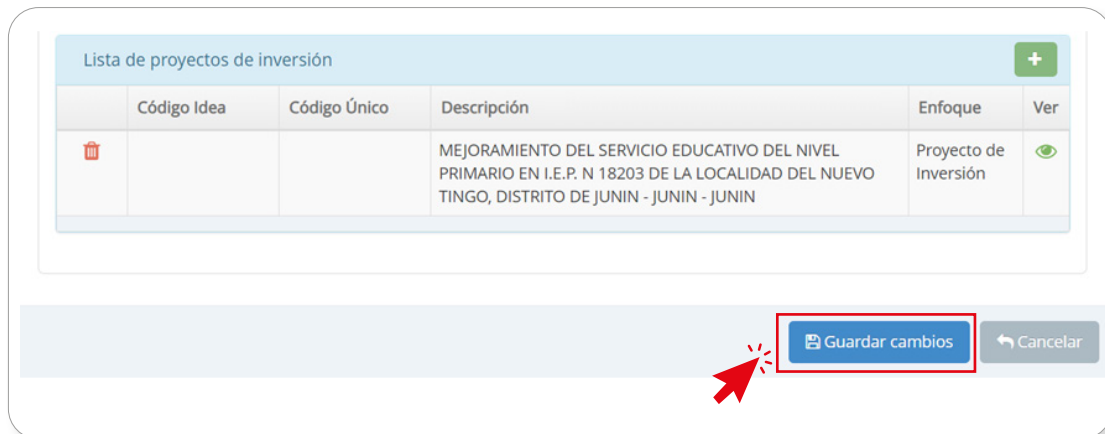 Lista de proyectos de inversión
+
Código Idea Código Único Descripción Enfoque Ver
MEJORAMIENTO DEL SERVICIO EDUCATIVO DEL NIVEL Proyecto de
PRIMARIO EN I.E.P. N 18203 DE LA LOCALIDAD DEL NUEVO Inversión
TINGO, DISTRITO DE JUNIN - JUNIN - JUNIN
Guardar cambios Cancelar